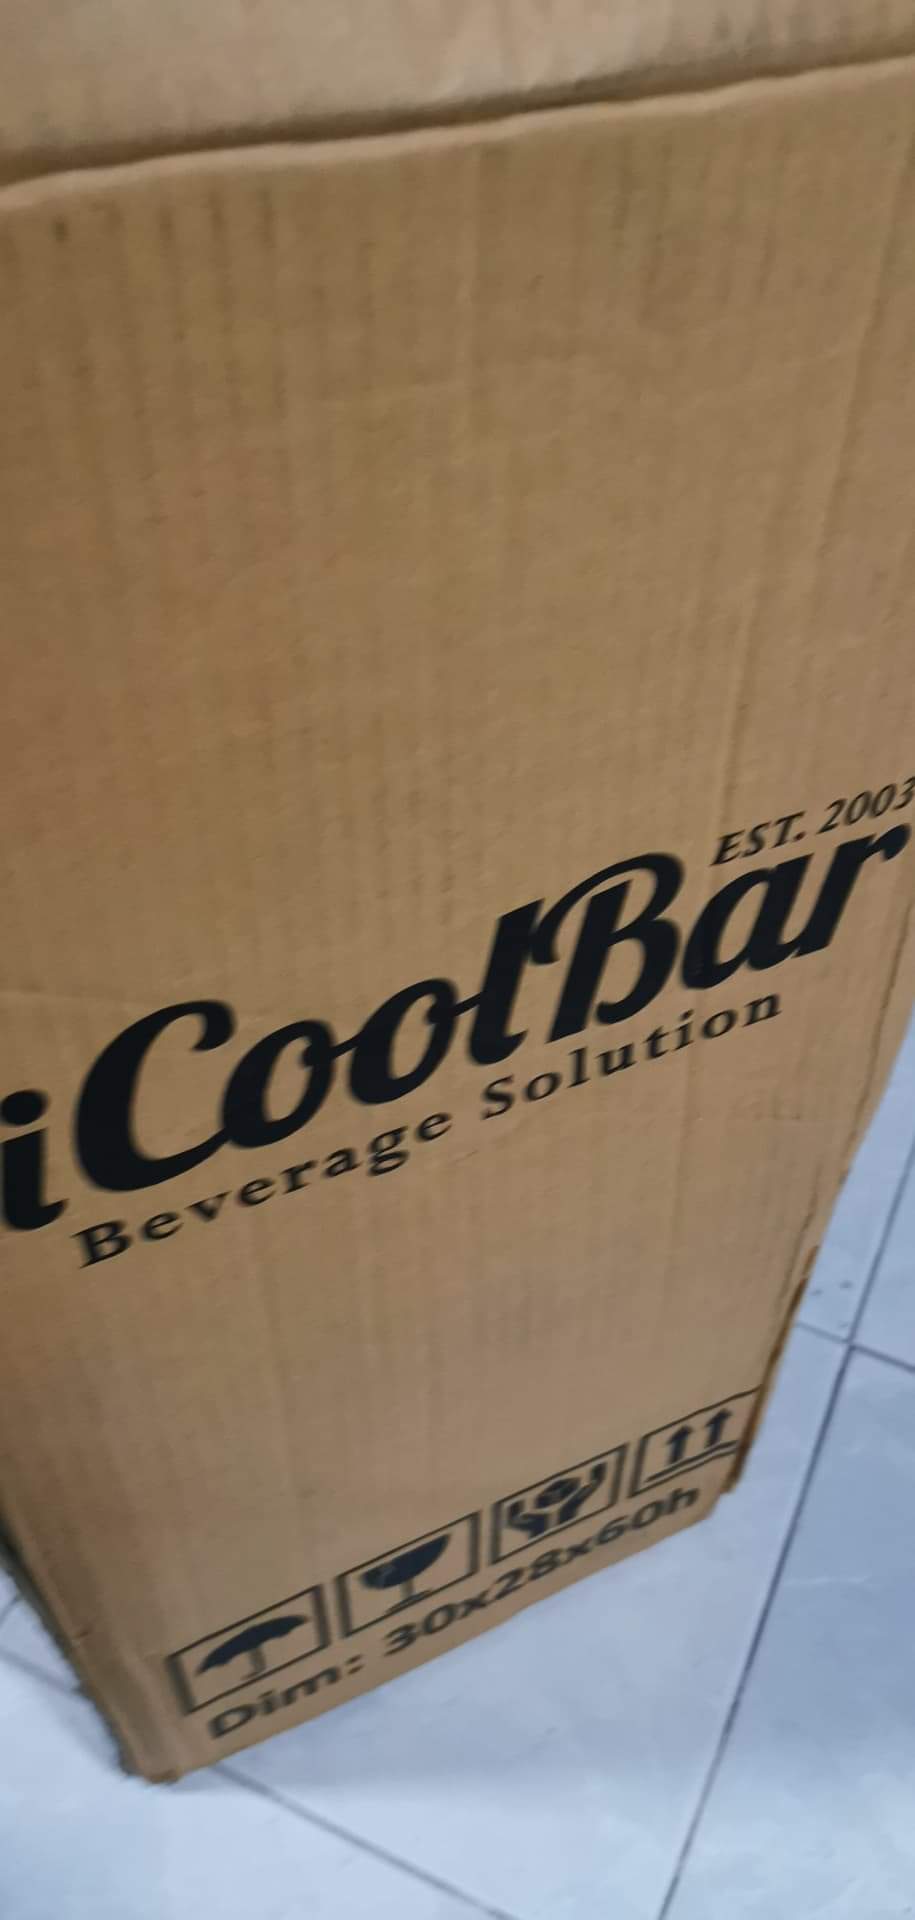 EST. 2003
iCoolBar
Beverage Solution
Dim: 30x28x60h